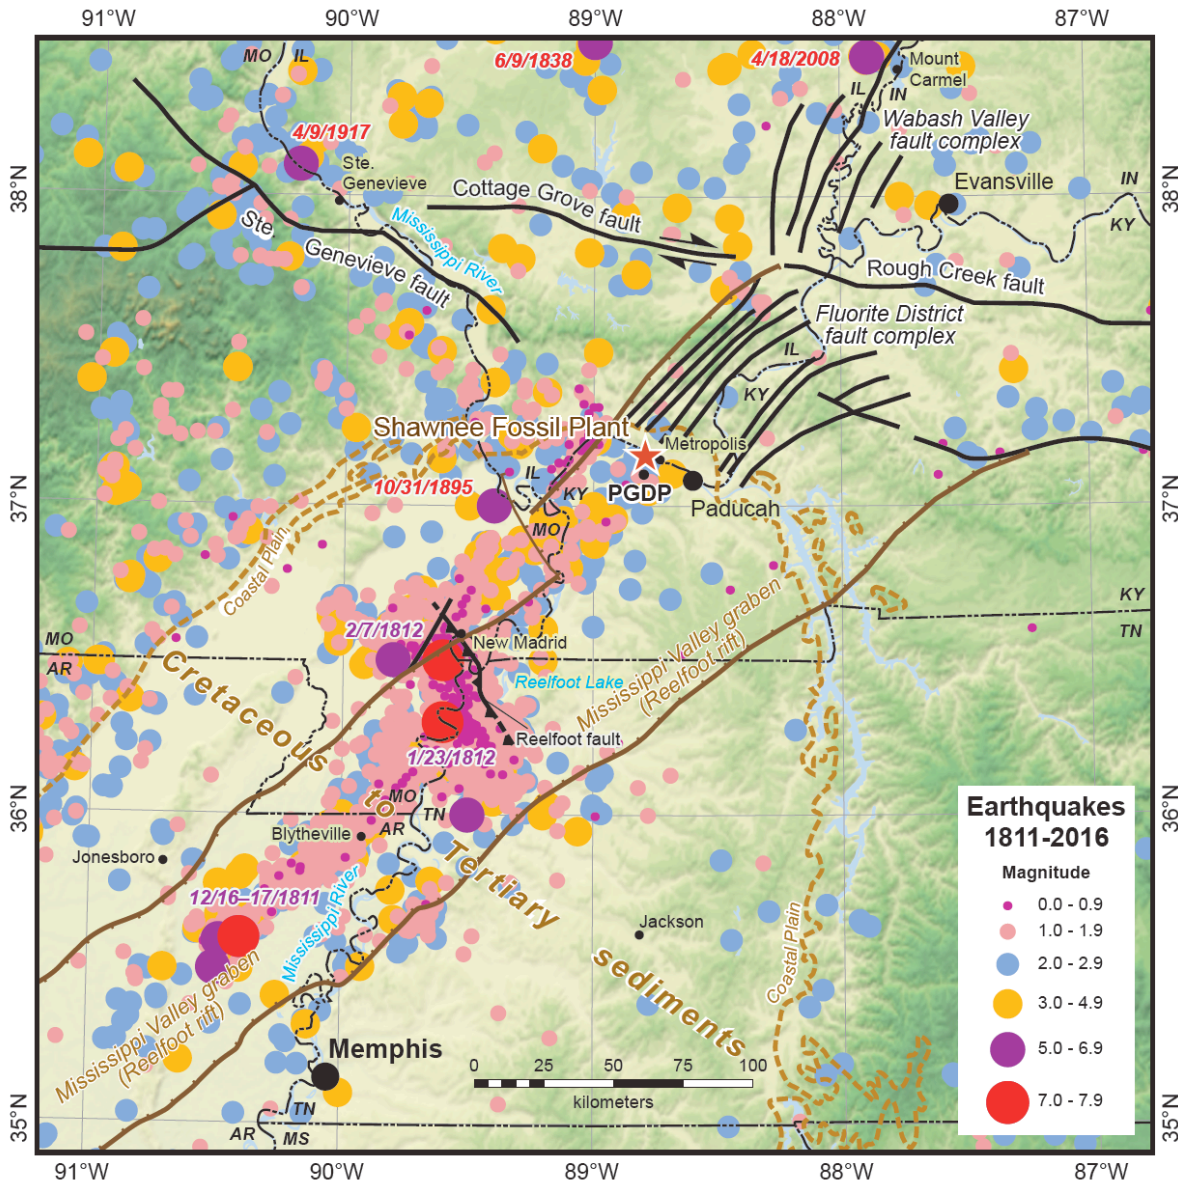 91°W
90°W
89°W
88°W
87°W
MO
IL
6/9/1838
4/18/2008
Mount
Carmel
IL
IN
Wabash Valley
fault complex
4/9/1917
Ste.
Genevieve
38°N
38°N
Cottage Grove fault
Evansville
IN
KY
Mississippi River
Ste.
Genevieve fault
Rough Creek fault
Fluorite District
fault complex
IL
KY
Shawnee Fossil Plant
Metropolis
10/31/1895
IL
KY
PGDP
Paducah
37°N
37°N
MO
Coastal Plain
KY
TN
2/7/1812
New Madrid
MO
AR
Reelfoot Lake
Mississippi Valley graben
(Reelfoot rift)
Cretaceous
to
Tertiary
sediments
Reelfoot fault
1/23/1812
MO
AR
TN
36°N
36°N
Blytheville
Jonesboro
12/16–17/1811
Mississippi River
Jackson
Coastal Plain
Mississippi Valley graben
(Reelfoot rift)
Memphis
0
25
50
75
100
kilometers
TN
AR
MS
35°N
35°N
Earthquakes
1811-2016
Magnitude
0.0 - 0.9
1.0 - 1.9
2.0 - 2.9
3.0 - 4.9
5.0 - 6.9
7.0 - 7.9
91°W
90°W
89°W
88°W
87°W